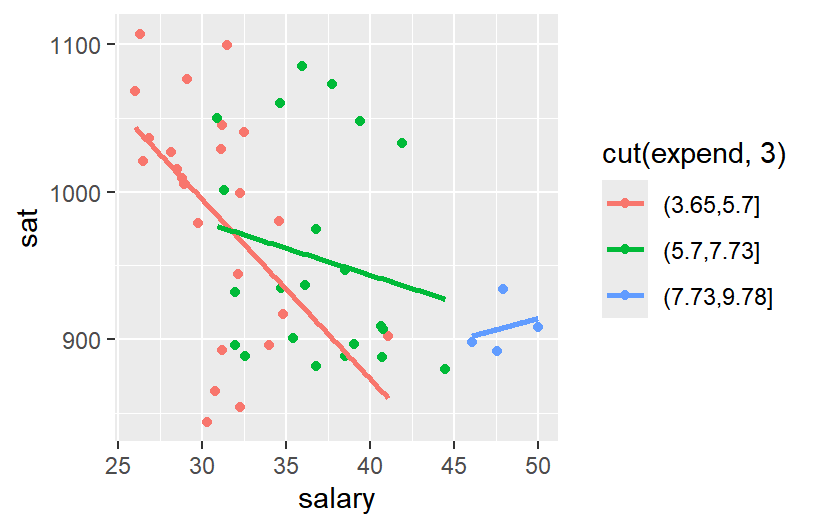 1100
1000
900
sat
25 30 35 40 45 50
salary
cut(expend, 3)
(3.65,5.7]
(5.7,7.73]
(7.73,9.78]